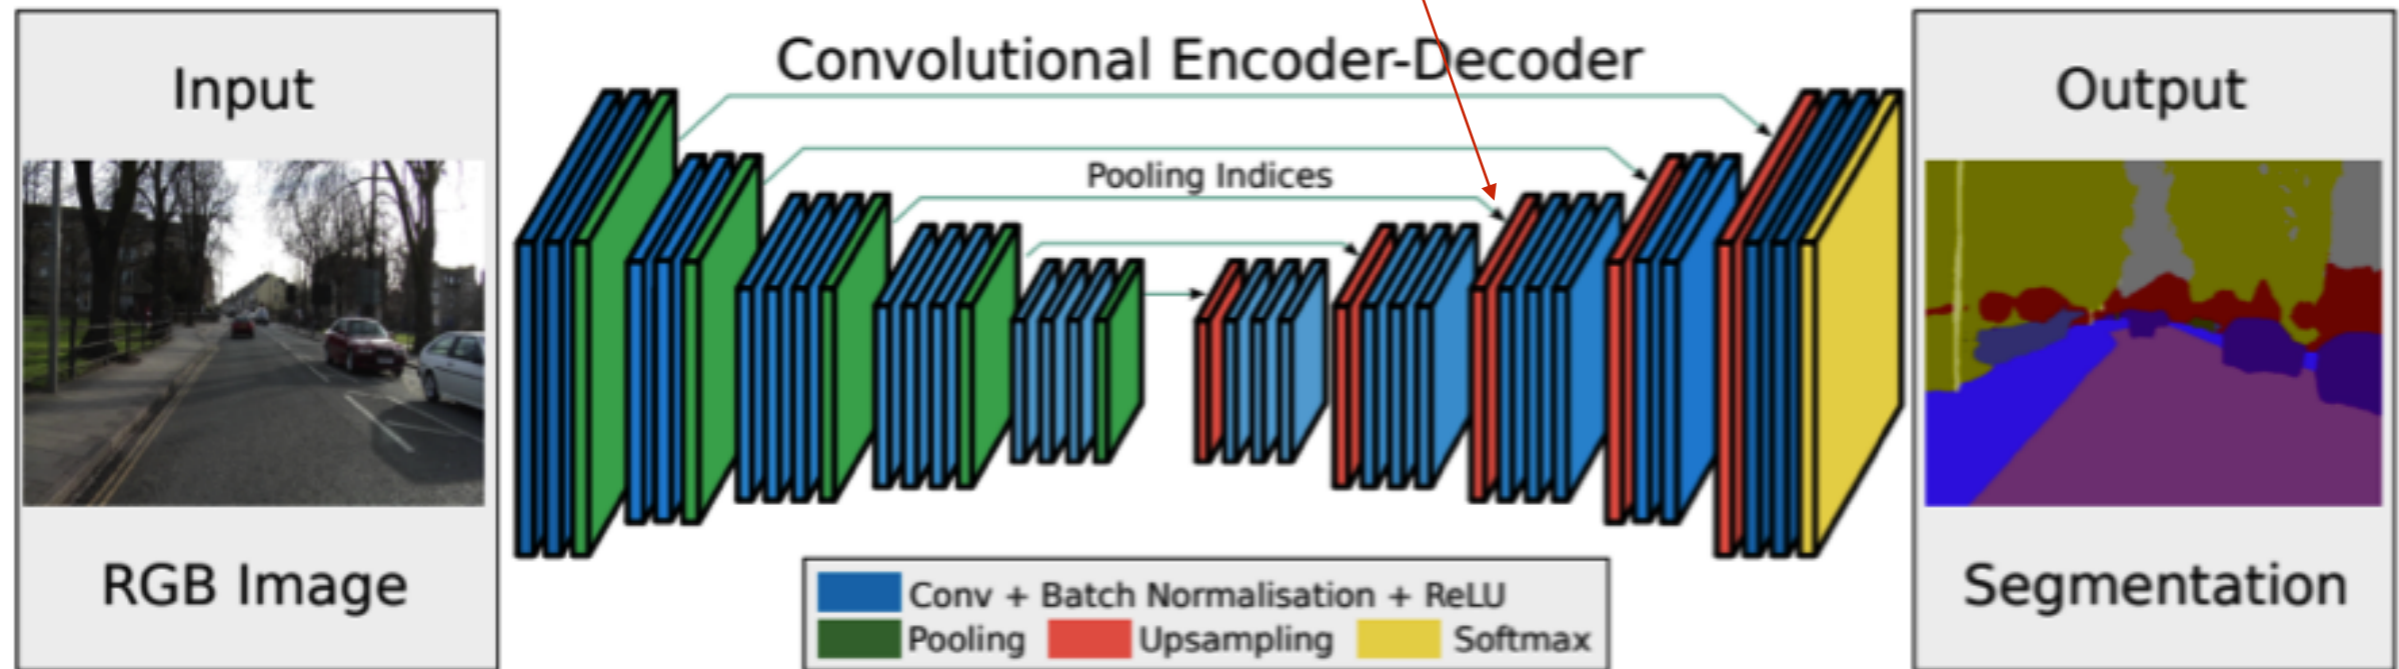 Input
RGB Image
Convolutional Encoder-Decoder
Pooling Indices
Conv + Batch Normalisation + ReLU
Pooling
Upsampling
Softmax
Output
Segmentation